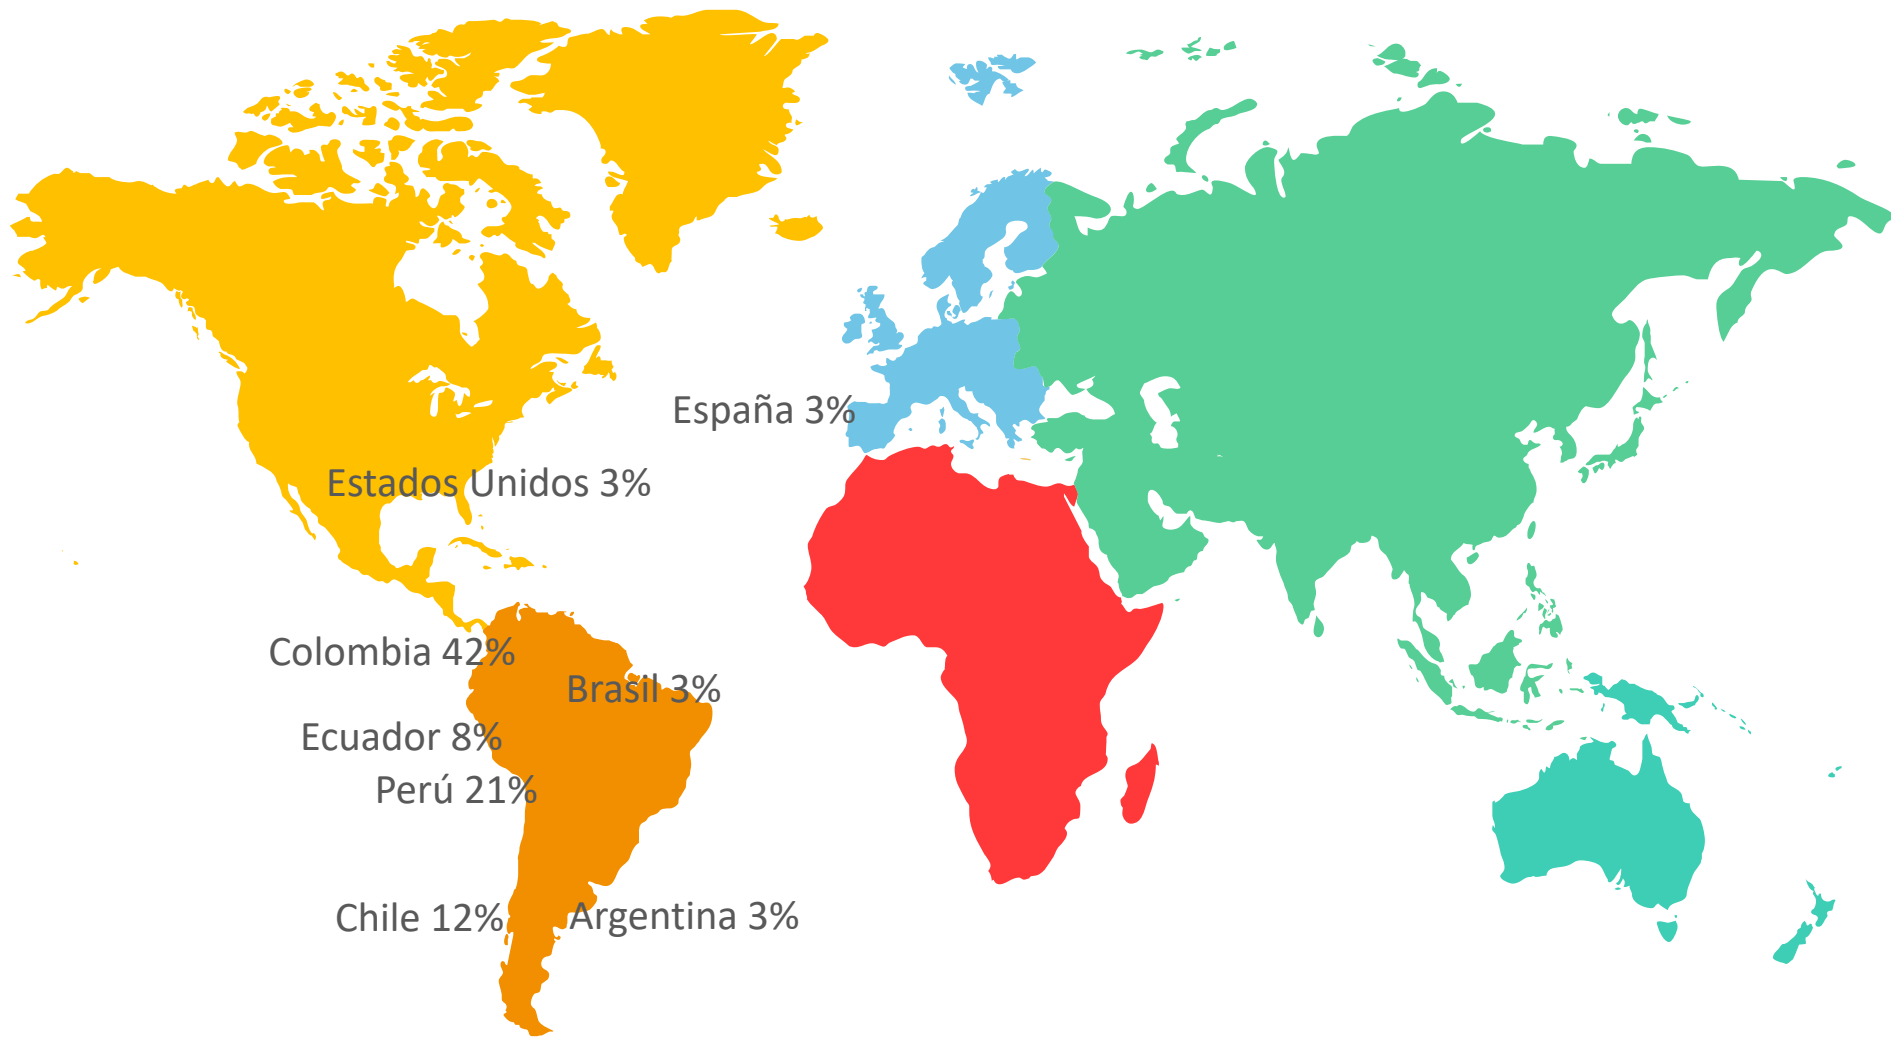 España 3%
Estados Unidos 3%
Colombia 42%
Brasil 3%
Ecuador 8%
Perú 21%
Chile 12%
Argentina 3%